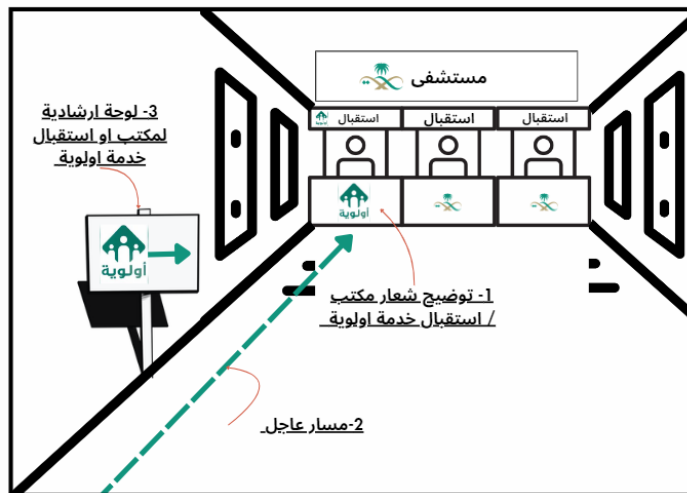 مستشفى
استقبال
استقبال
استقبال
أولوية
أولوية
3- لوحة ارشادية
لمكتب او استقبال
خدمة اولوية
أولوية
1- توضيح شعار مكتب
/ استقبال خدمة اولوية
2-مسار عاجل